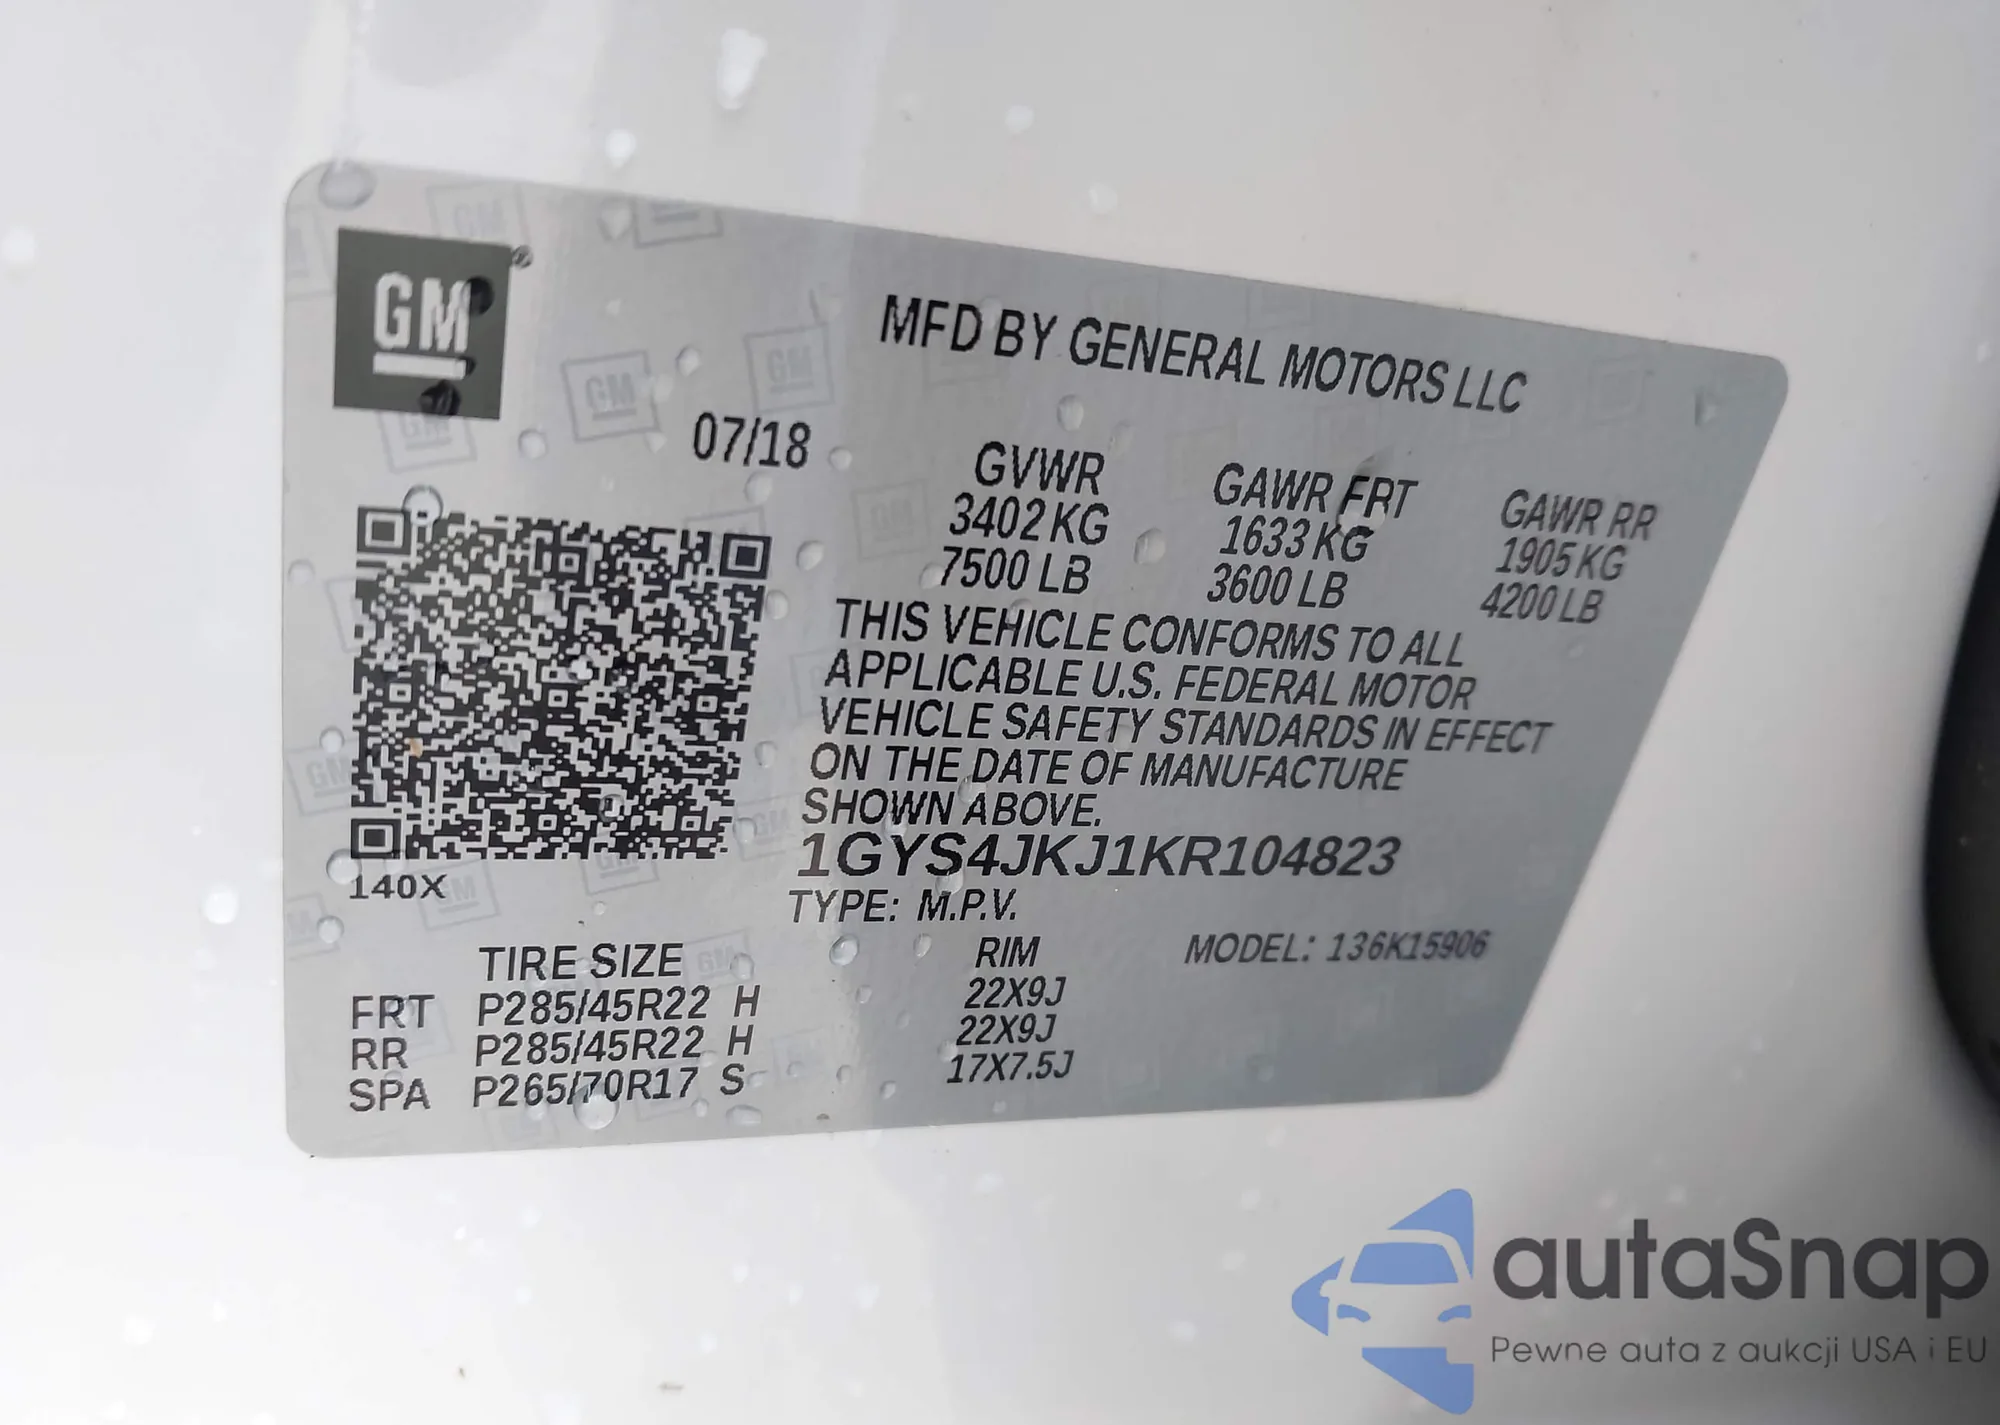 GM®
MFD BY GENERAL MOTORS LLC
07/18
GVWR GAWR FRT GAWR RR
3402 KG 1633 KG 1905 KG
7500 LB 3600 LB 4200 LB
THIS VEHICLE CONFORMS TO ALL
APPLICABLE U.S. FEDERAL MOTOR
VEHICLE SAFETY STANDARDS IN EFFECT
ON THE DATE OF MANUFACTURE
SHOWN ABOVE.
1GYS4JKJ1KR104823
140X
TYPE: M.P.V.
MODEL: 136K15906
TIRE SIZE RIM
FRT P285/45R22 H 22X9J
RR P285/45R22 H 22X9J
SPA P265/70R17 S 17X7.5J
autaSnap
Pewne auta z aukcji USA i EU